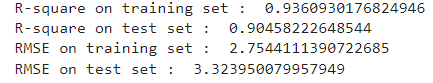 R-square on training set :  0.9360930176824946
R-square on test set :  0.90458222648544
RMSE on training set :  2.7544111390722685
RMSE on test set :  3.323950079957949